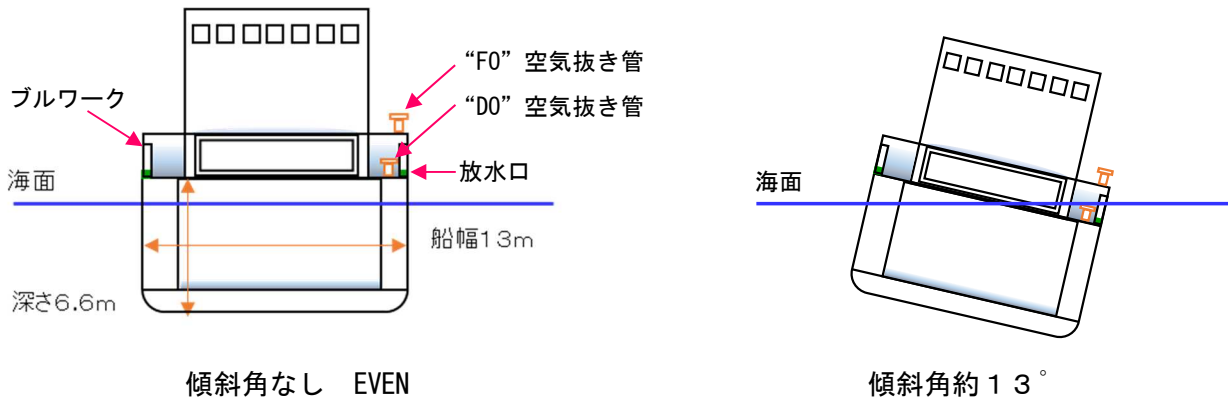 “FO”空気抜き管
ブルワーク
“DO”空気抜き管
放水口
海面
船幅13m
深さ6.6m
傾斜角なし EVEN
海面
傾斜角約13°